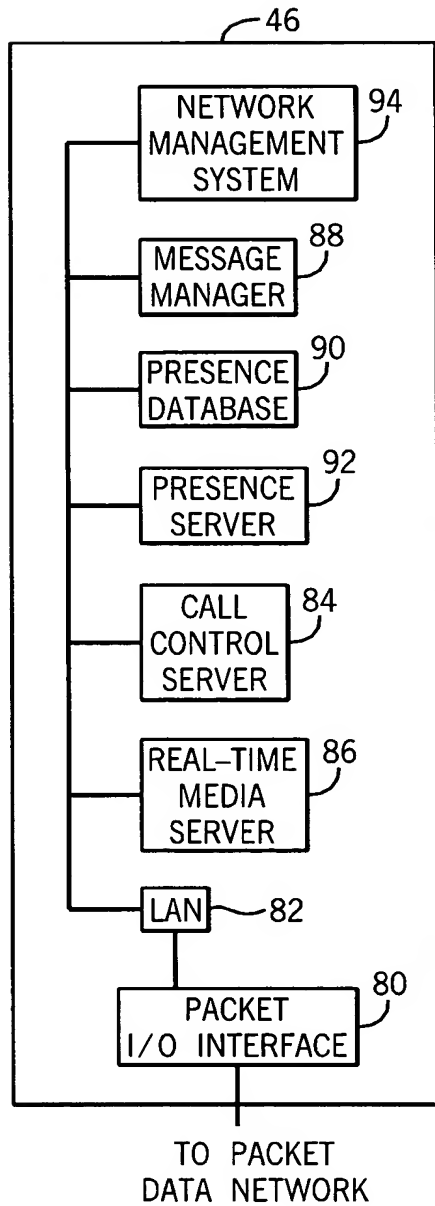 46
NETWORK
MANAGEMENT
SYSTEM
94
MESSAGE
MANAGER
88
PRESENCE
DATABASE
90
PRESENCE
SERVER
92
CALL
CONTROL
SERVER
84
REAL–TIME
MEDIA
SERVER
86
LAN
82
PACKET
I/O INTERFACE
80
TO PACKET
DATA NETWORK